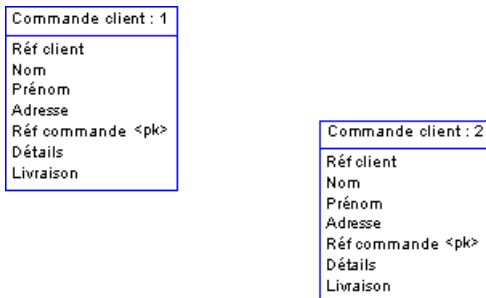 Commande client : 1
Réf client
Nom
Prénom
Adresse
Réf commande <pk>
Détails
Livraison
Commande client : 2
Réf client
Nom
Prénom
Adresse
Réf commande <pk>
Détails
Livraison